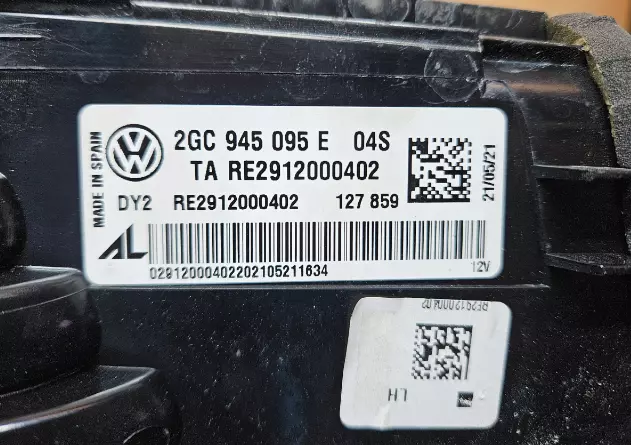 MADE IN SPAIN
2GC 945 095 E 04S
TA RE2912000402
21/05/21
DY2 RE2912000402 127 859
AL
02912000402202105211634
12V
RE2912000402
LH